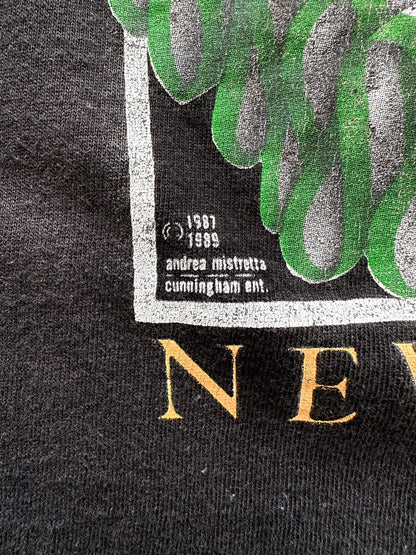 © 1987
1989
andrea mistretta
cunningham ent.
NEW